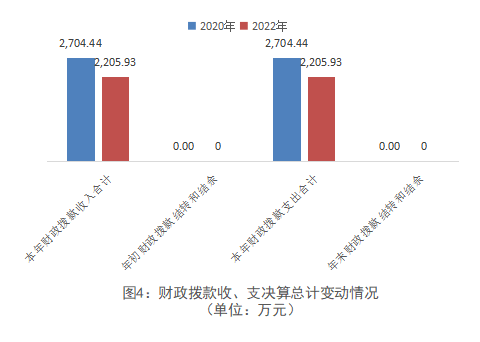 2020年 2022年
2,704.44 2,704.44
2,205.93 2,205.93
0.00 0 0.00 0
本年财政拨款收入合计
年初财政拨款结转和结余
本年财政拨款支出合计
年末财政拨款结转和结余
图4：财政拨款收、支决算总计变动情况
（单位：万元）